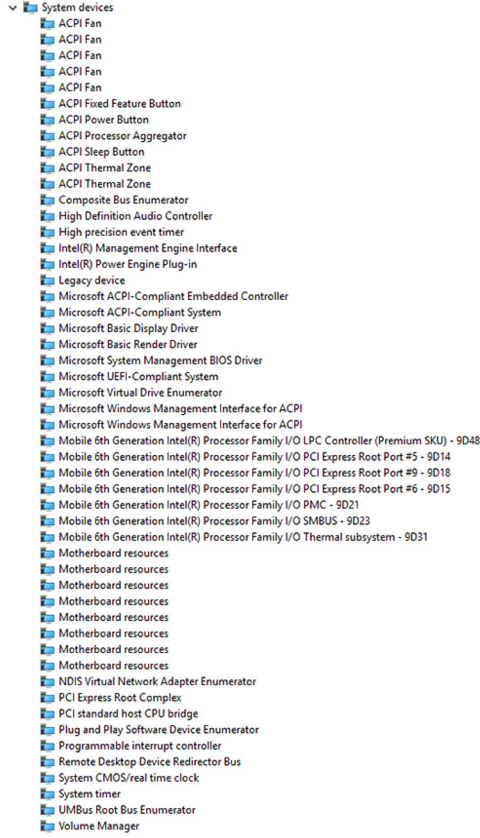 System devices
ACPI Fan
ACPI Fan
ACPI Fan
ACPI Fan
ACPI Fan
ACPI Fixed Feature Button
ACPI Power Button
ACPI Processor Aggregator
ACPI Sleep Button
ACPI Thermal Zone
ACPI Thermal Zone
Composite Bus Enumerator
High Definition Audio Controller
High precision event timer
Intel(R) Management Engine Interface
Intel(R) Power Engine Plug-in
Legacy device
Microsoft ACPI-Compliant Embedded Controller
Microsoft ACPI-Compliant System
Microsoft Basic Display Driver
Microsoft Basic Render Driver
Microsoft System Management BIOS Driver
Microsoft UEFI-Compliant System
Microsoft Virtual Drive Enumerator
Microsoft Windows Management Interface for ACPI
Microsoft Windows Management Interface for ACPI
Mobile 6th Generation Intel(R) Processor Family I/O LPC Controller (Premium SKU) - 9D48
Mobile 6th Generation Intel(R) Processor Family I/O PCI Express Root Port #5 - 9D14
Mobile 6th Generation Intel(R) Processor Family I/O PCI Express Root Port #9 - 9D18
Mobile 6th Generation Intel(R) Processor Family I/O PCI Express Root Port #6 - 9D15
Mobile 6th Generation Intel(R) Processor Family I/O PMC - 9D21
Mobile 6th Generation Intel(R) Processor Family I/O SMBUS - 9D23
Mobile 6th Generation Intel(R) Processor Family I/O Thermal subsystem - 9D31
Motherboard resources
Motherboard resources
Motherboard resources
Motherboard resources
Motherboard resources
Motherboard resources
Motherboard resources
Motherboard resources
NDIS Virtual Network Adapter Enumerator
PCI Express Root Complex
PCI standard host CPU bridge
Plug and Play Software Device Enumerator
Programmable interrupt controller
Remote Desktop Device Redirector Bus
System CMOS/real time clock
System timer
UMBus Root Bus Enumerator
Volume Manager